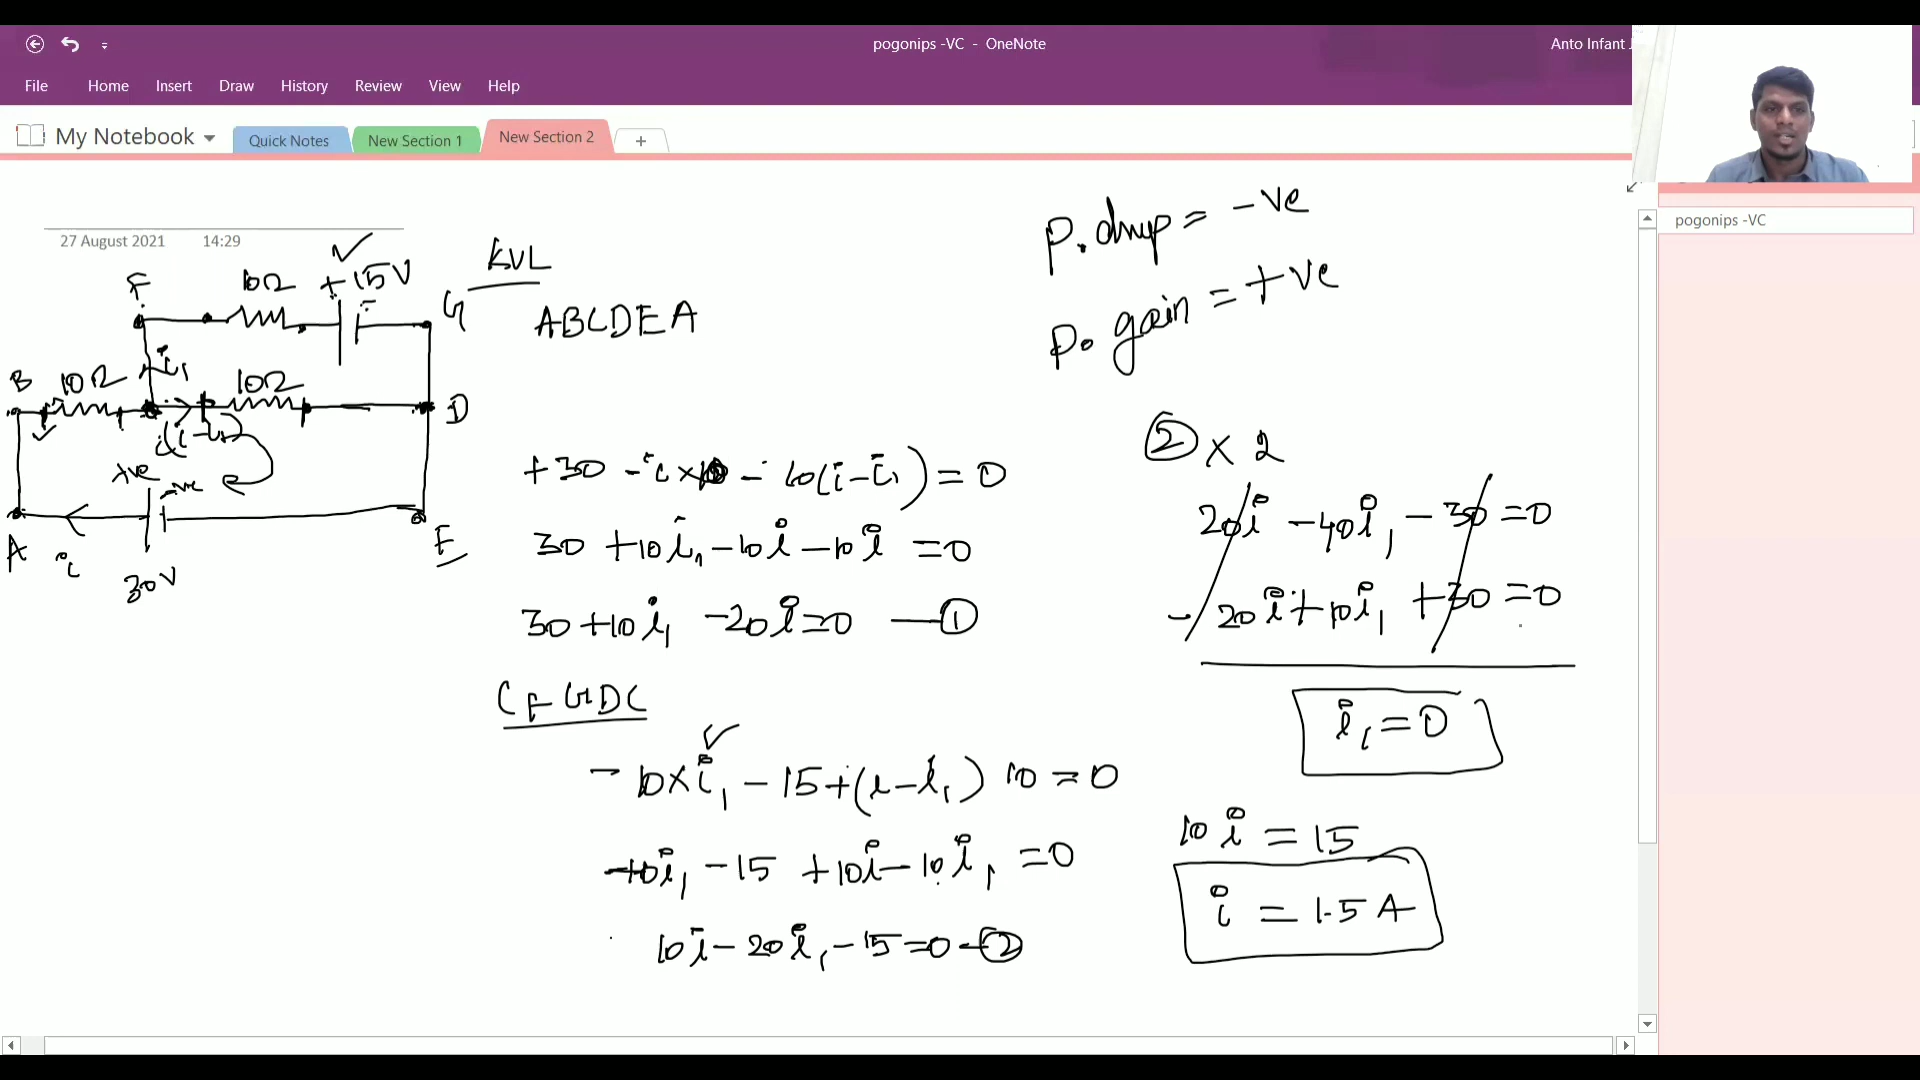 pogonips -VC - OneNote
Anto Infant J
File Home Insert Draw History Review View Help
My Notebook
Quick Notes
New Section 1
New Section 2
+
pogonips -VC
27 August 2021 14:29
F
10Ω
+ 15V
-
G
B
10Ω
i₁
10Ω
D
+ve
-ve
A
i
30V
E
KVL
ABCDEA
+30 - i×10 - 10(i-i₁) = 0
30 +10i₁ -10i -10i = 0
30+10i₁ -20i=0 —①
CFGDC
-10×i₁ - 15+(i-i₁) 10 = 0
-10i₁ -15 +10i-10i₁ =0
10i - 20i₁ -15=0 -②
P. drop = -ve
P. gain = +ve
② × 2
20i -40i₁ -30 =0
- 20i+10i₁ +30 =0
i₁ = 0
10i = 15
i = 1.5 A